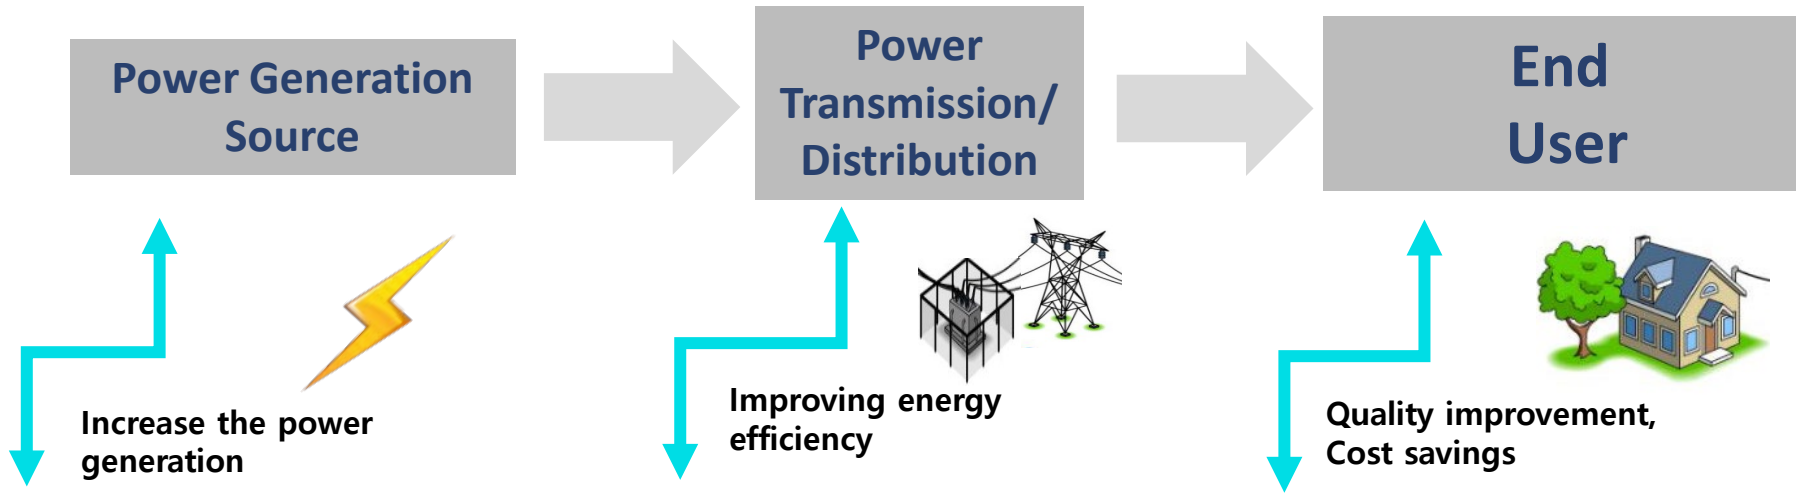 Power Generation
Source
Power
Transmission/
Distribution
End
User
Increase the power
generation
Improving energy
efficiency
Quality improvement,
Cost savings